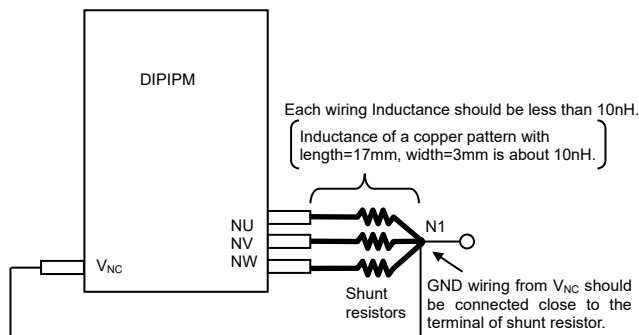 DIPIPM
Each wiring Inductance should be less than 10nH.
Inductance of a copper pattern with
length=17mm, width=3mm is about 10nH.
NU
NV
NW
N1
VNC
Shunt
resistors
GND wiring from VNC should
be connected close to the
terminal of shunt resistor.